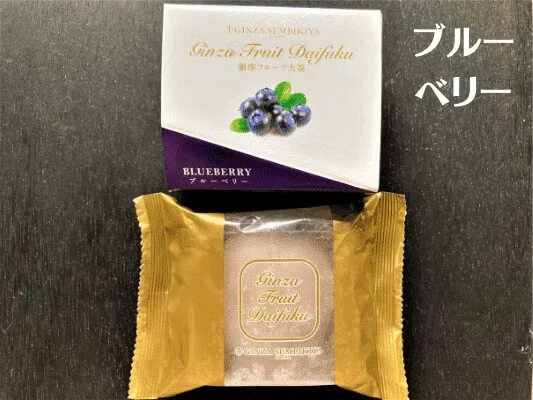 GINZA SEMBIKIYA
Ginza Fruit Daifuku
銀座フルーツ大福
BLUEBERRY
ブルーベリー
ブルー
ベリー
Ginza
Fruit
Daifuku
GINZA SEMBIKIYA